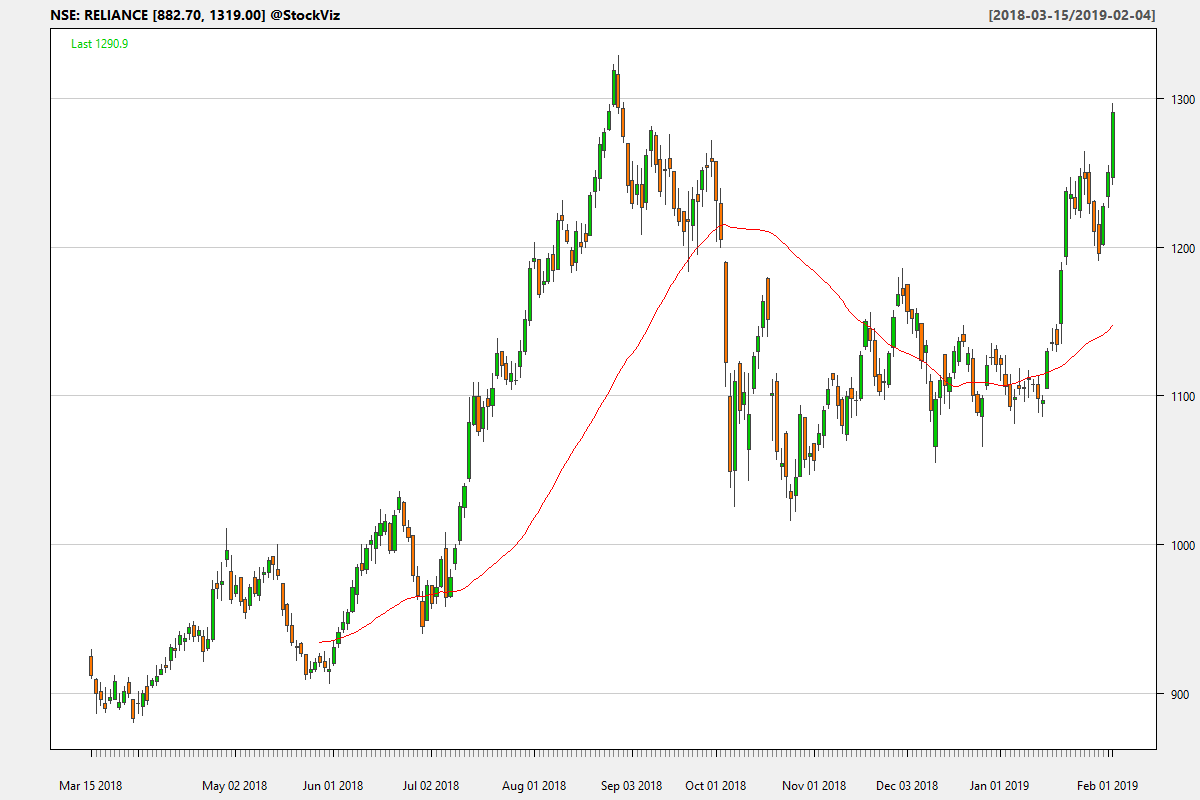 NSE: RELIANCE [882.70, 1319.00] @StockViz [2018-03-15/2019-02-04]
Last 1290.9
1300
1200
1100
1000
900
Mar 15 2018 May 02 2018 Jun 01 2018 Jul 02 2018 Aug 01 2018 Sep 03 2018 Oct 01 2018 Nov 01 2018 Dec 03 2018 Jan 01 2019 Feb 01 2019